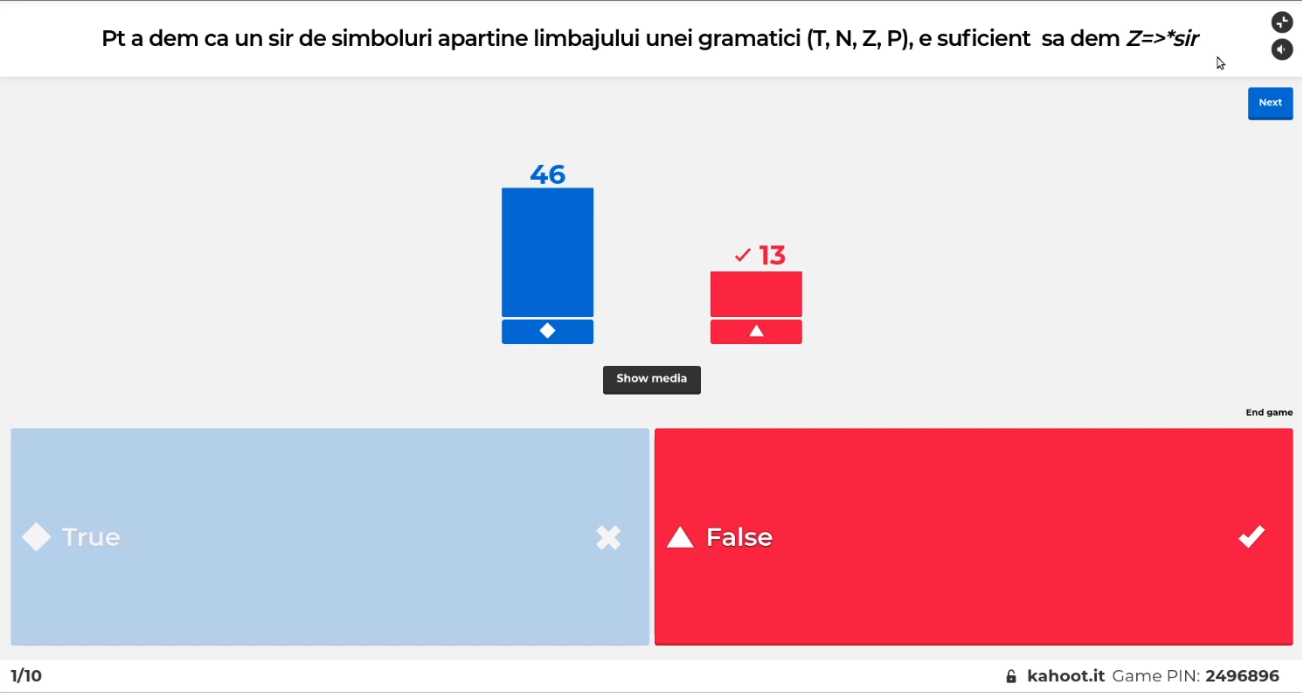 Pt a dem ca un sir de simboluri apartine limbajului unei gramatici (T, N, Z, P), e suficient sa dem Z=>*sir
Next
46
13
Show media
End game
True
False
1/10
kahoot.it Game PIN: 2496896